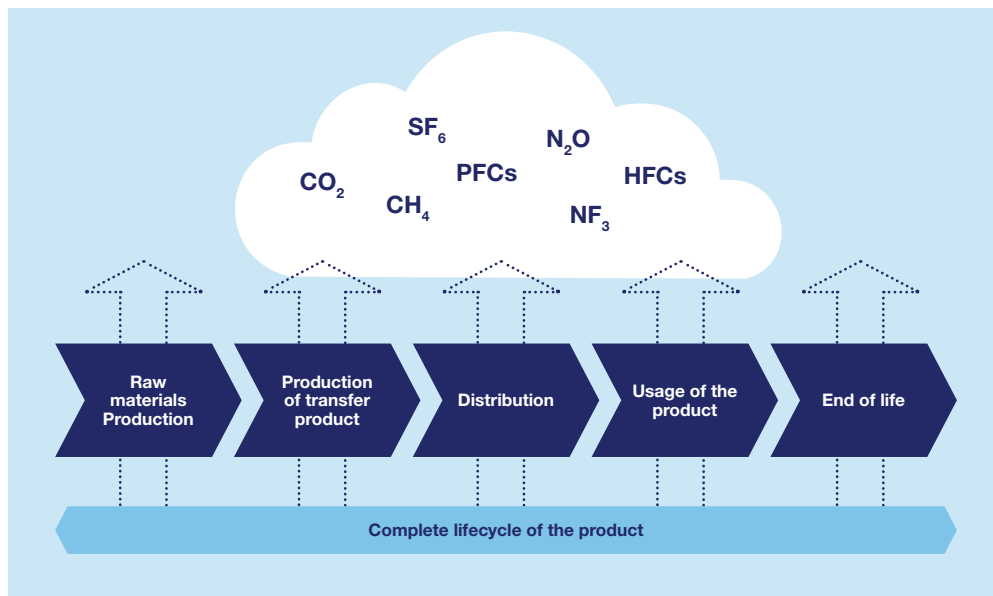 SF₆
N₂O
PFCs
HFCs
CO₂
CH₄
NF₃
Raw
materials
Production
Production
of transfer
product
Distribution
Usage of the
product
End of life
Complete lifecycle of the product